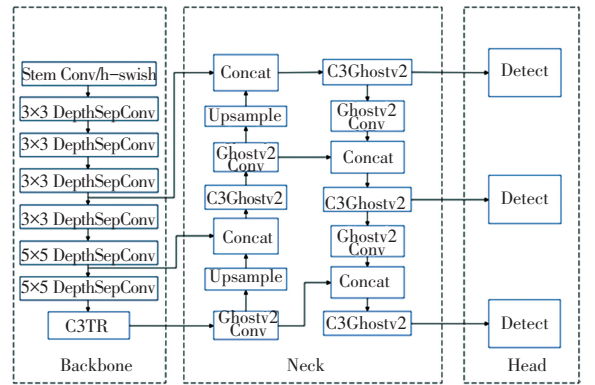 Stem Conv/h-swish
3×3 DepthSepConv
3×3 DepthSepConv
3×3 DepthSepConv
3×3 DepthSepConv
5×5 DepthSepConv
5×5 DepthSepConv
C3TR
Backbone
Concat
Upsample
Ghostv2
Conv
C3Ghostv2
Concat
Upsample
Ghostv2
Conv
C3Ghostv2
Ghostv2
Conv
Concat
C3Ghostv2
Ghostv2
Conv
Concat
C3Ghostv2
Neck
Detect
Detect
Detect
Head